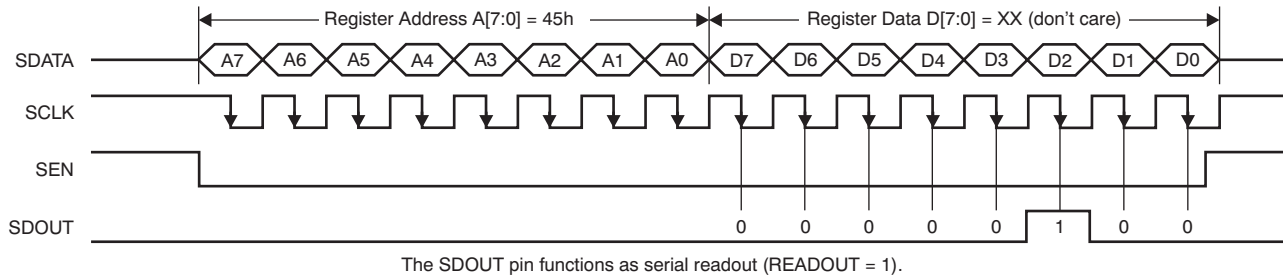 Register Address A[7:0] = 45h Register Data D[7:0] = XX (don't care)
SDATA A7 A6 A5 A4 A3 A2 A1 A0 D7 D6 D5 D4 D3 D2 D1 D0
SCLK
SEN
SDOUT 0 0 0 0 0 1 0 0
The SDOUT pin functions as serial readout (READOUT = 1).